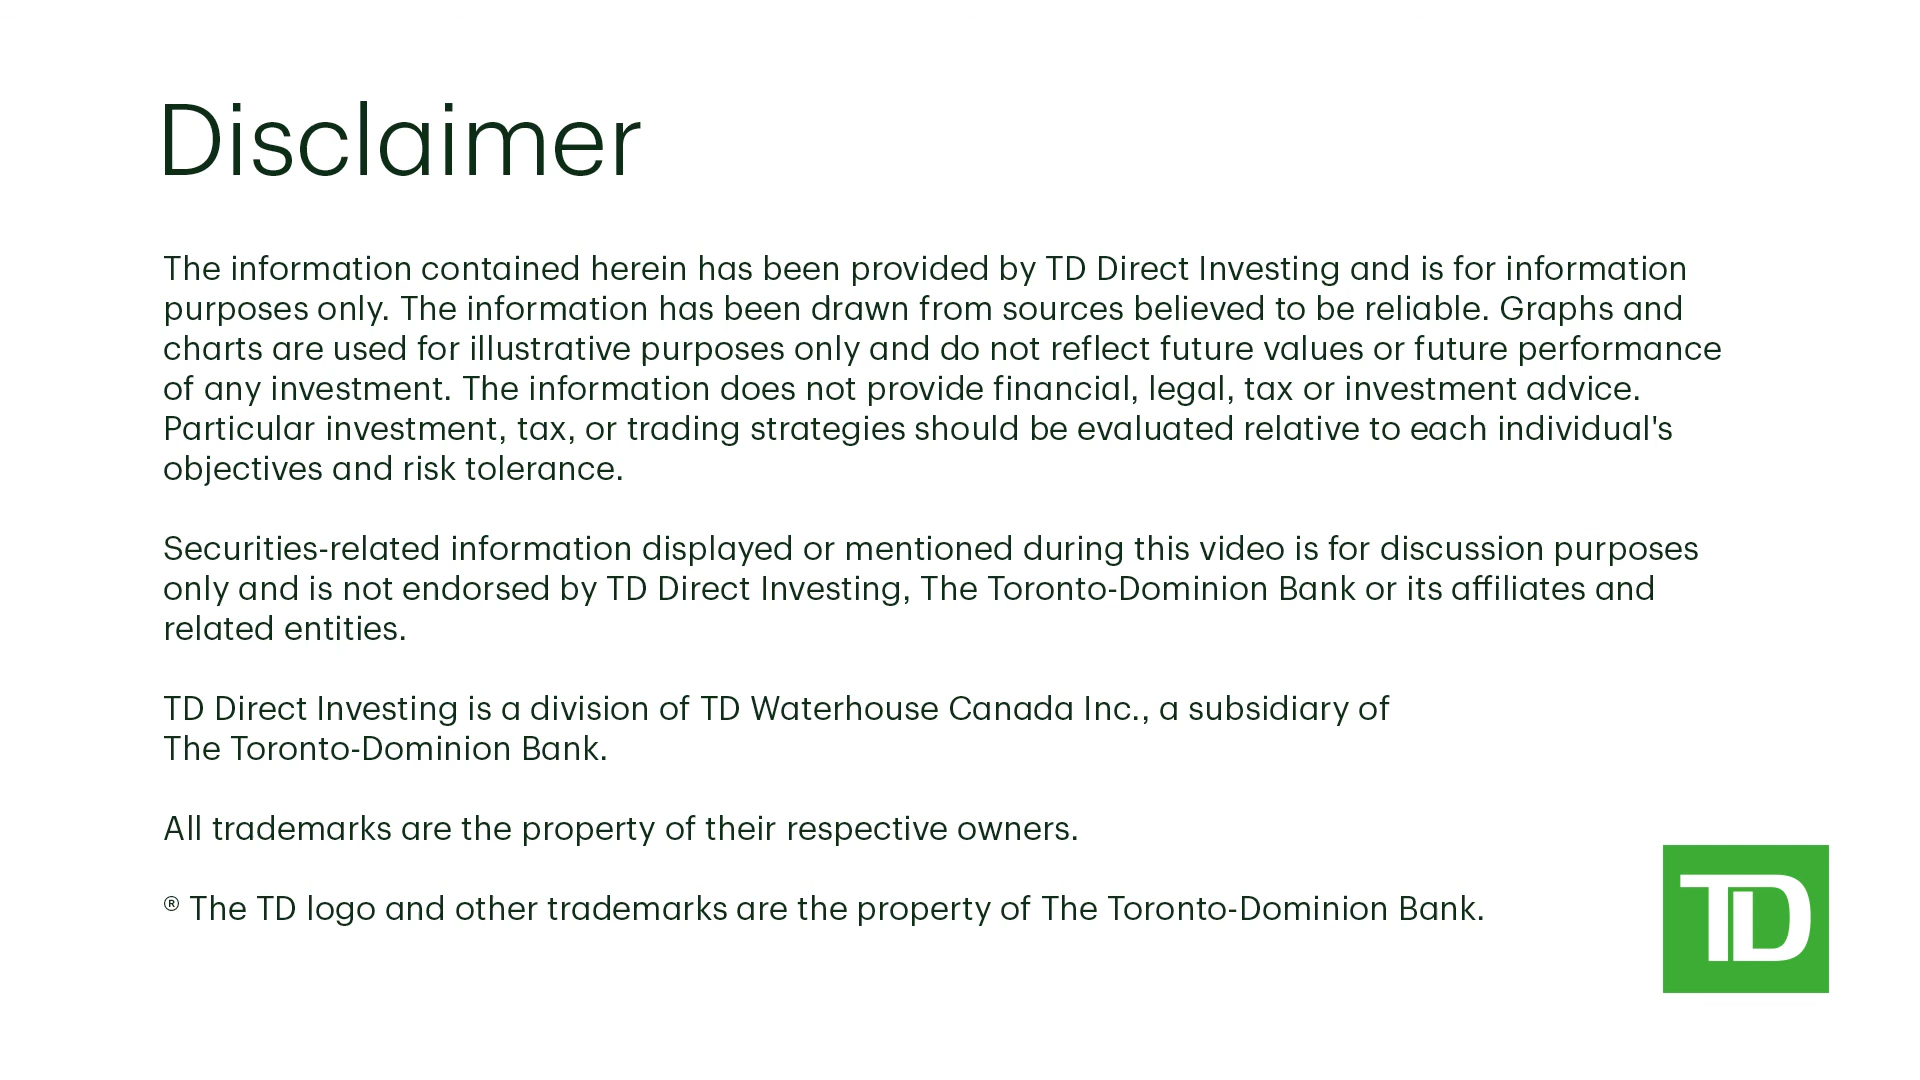 Disclaimer
The information contained herein has been provided by TD Direct Investing and is for information
purposes only. The information has been drawn from sources believed to be reliable. Graphs and
charts are used for illustrative purposes only and do not reflect future values or future performance
of any investment. The information does not provide financial, legal, tax or investment advice.
Particular investment, tax, or trading strategies should be evaluated relative to each individual's
objectives and risk tolerance.
Securities-related information displayed or mentioned during this video is for discussion purposes
only and is not endorsed by TD Direct Investing, The Toronto-Dominion Bank or its affiliates and
related entities.
TD Direct Investing is a division of TD Waterhouse Canada Inc., a subsidiary of
The Toronto-Dominion Bank.
All trademarks are the property of their respective owners.
® The TD logo and other trademarks are the property of The Toronto-Dominion Bank.
TD